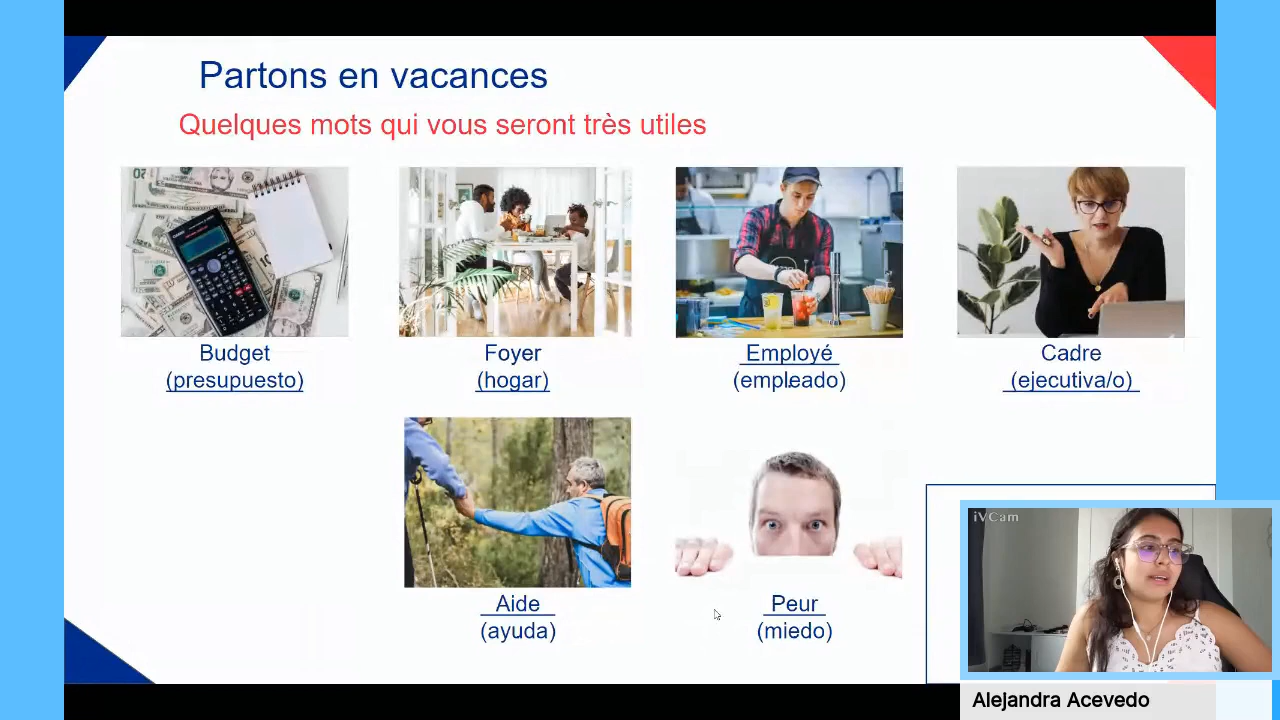 Partons en vacances
Quelques mots qui vous seront très utiles
Budget
(presupuesto)
Foyer
(hogar)
Employé
(empleado)
Cadre
(ejecutiva/o)
Aide
(ayuda)
Peur
(miedo)
iVCam
Alejandra Acevedo